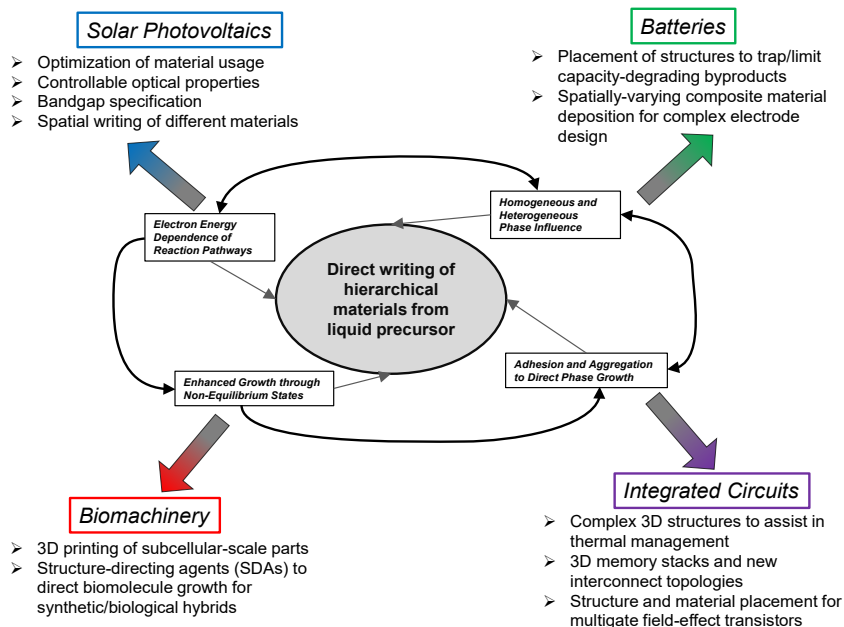 Solar Photovoltaics
➢ Optimization of material usage
➢ Controllable optical properties
➢ Bandgap specification
➢ Spatial writing of different materials
Batteries
➢ Placement of structures to trap/limit
capacity-degrading byproducts
➢ Spatially-varying composite material
deposition for complex electrode
design
Electron Energy
Dependence of
Reaction Pathways
Homogeneous and
Heterogeneous
Phase Influence
Direct writing of
hierarchical
materials from
liquid precursor
Enhanced Growth through
Non-Equilibrium States
Adhesion and Aggregation
to Direct Phase Growth
Biomachinery
➢ 3D printing of subcellular-scale parts
➢ Structure-directing agents (SDAs) to
direct biomolecule growth for
synthetic/biological hybrids
Integrated Circuits
➢ Complex 3D structures to assist in
thermal management
➢ 3D memory stacks and new
interconnect topologies
➢ Structure and material placement for
multigate field-effect transistors